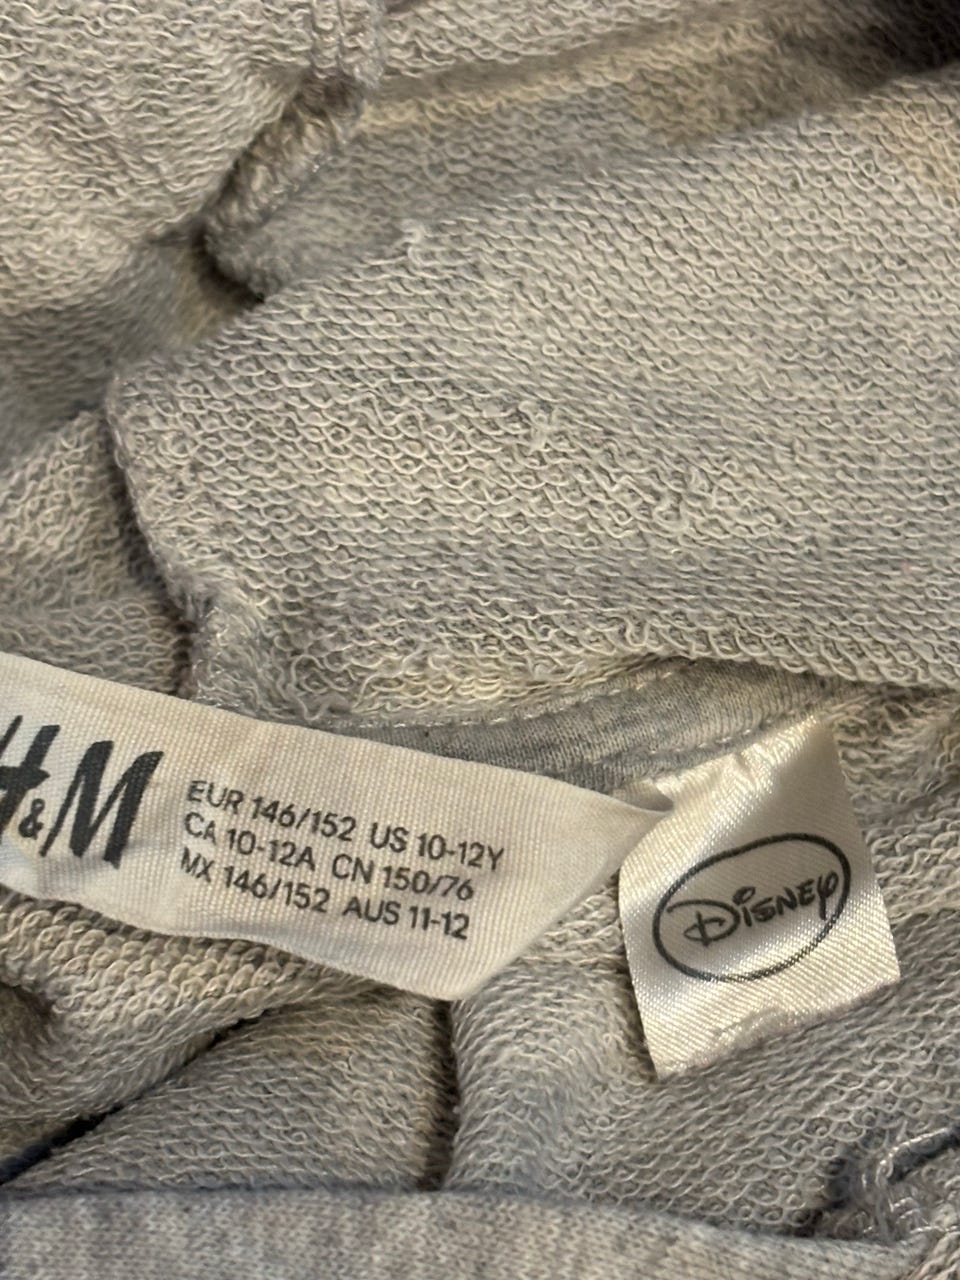 H&M
EUR 146/152 US 10-12Y
CA 10-12A CN 150/76
MX 146/152 AUS 11-12
Disney